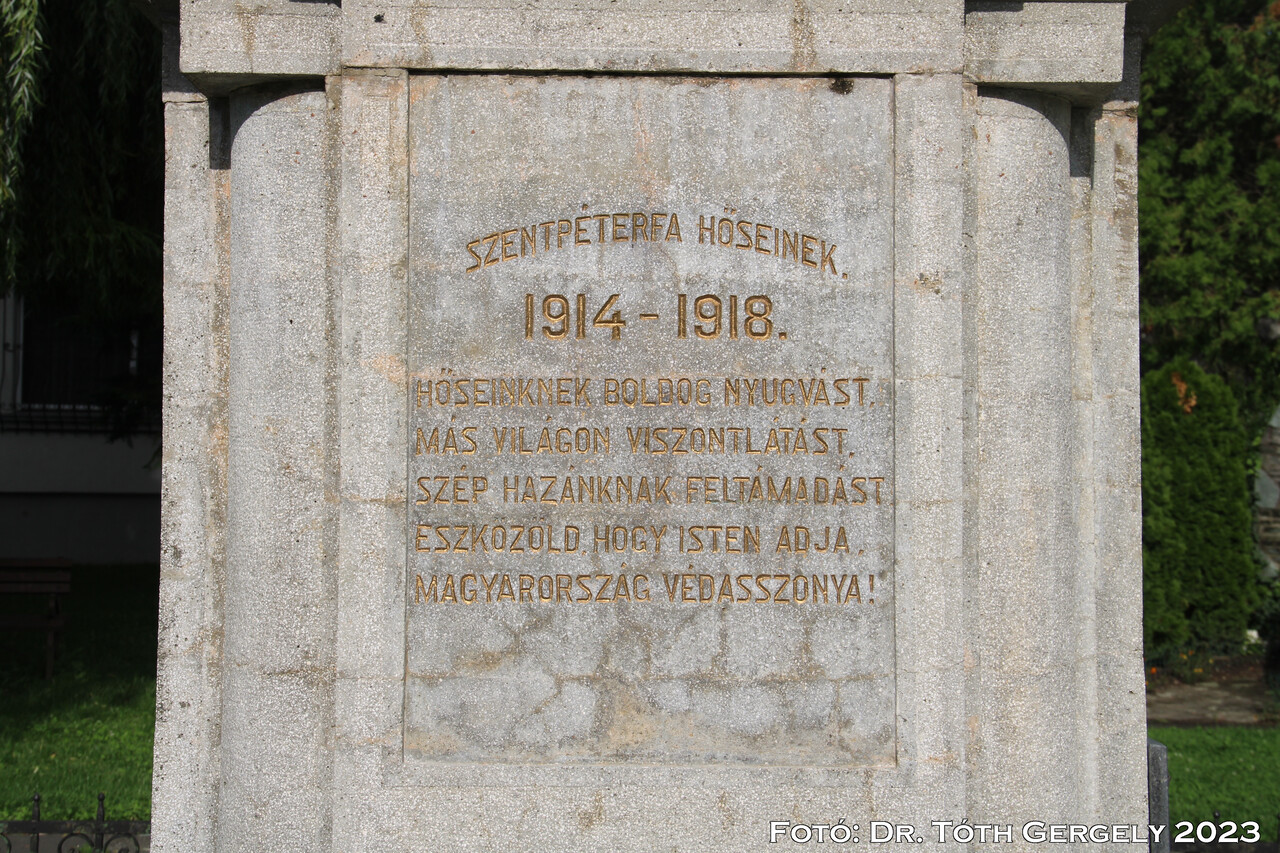 SZENTPÉTERFA HŐSEINEK.
1914 - 1918.
HŐSEINKNEK BOLDOG NYUGVÁST,
MÁS VILÁGON VISZONTLÁTÁST,
SZÉP HAZÁNKNAK FELTÁMADÁST
ESZKÖZÖLD, HOGY ISTEN ADJA,
MAGYARORSZÁG VÉDASSZONYA!
FOTÓ: DR. TÓTH GERGELY 2023